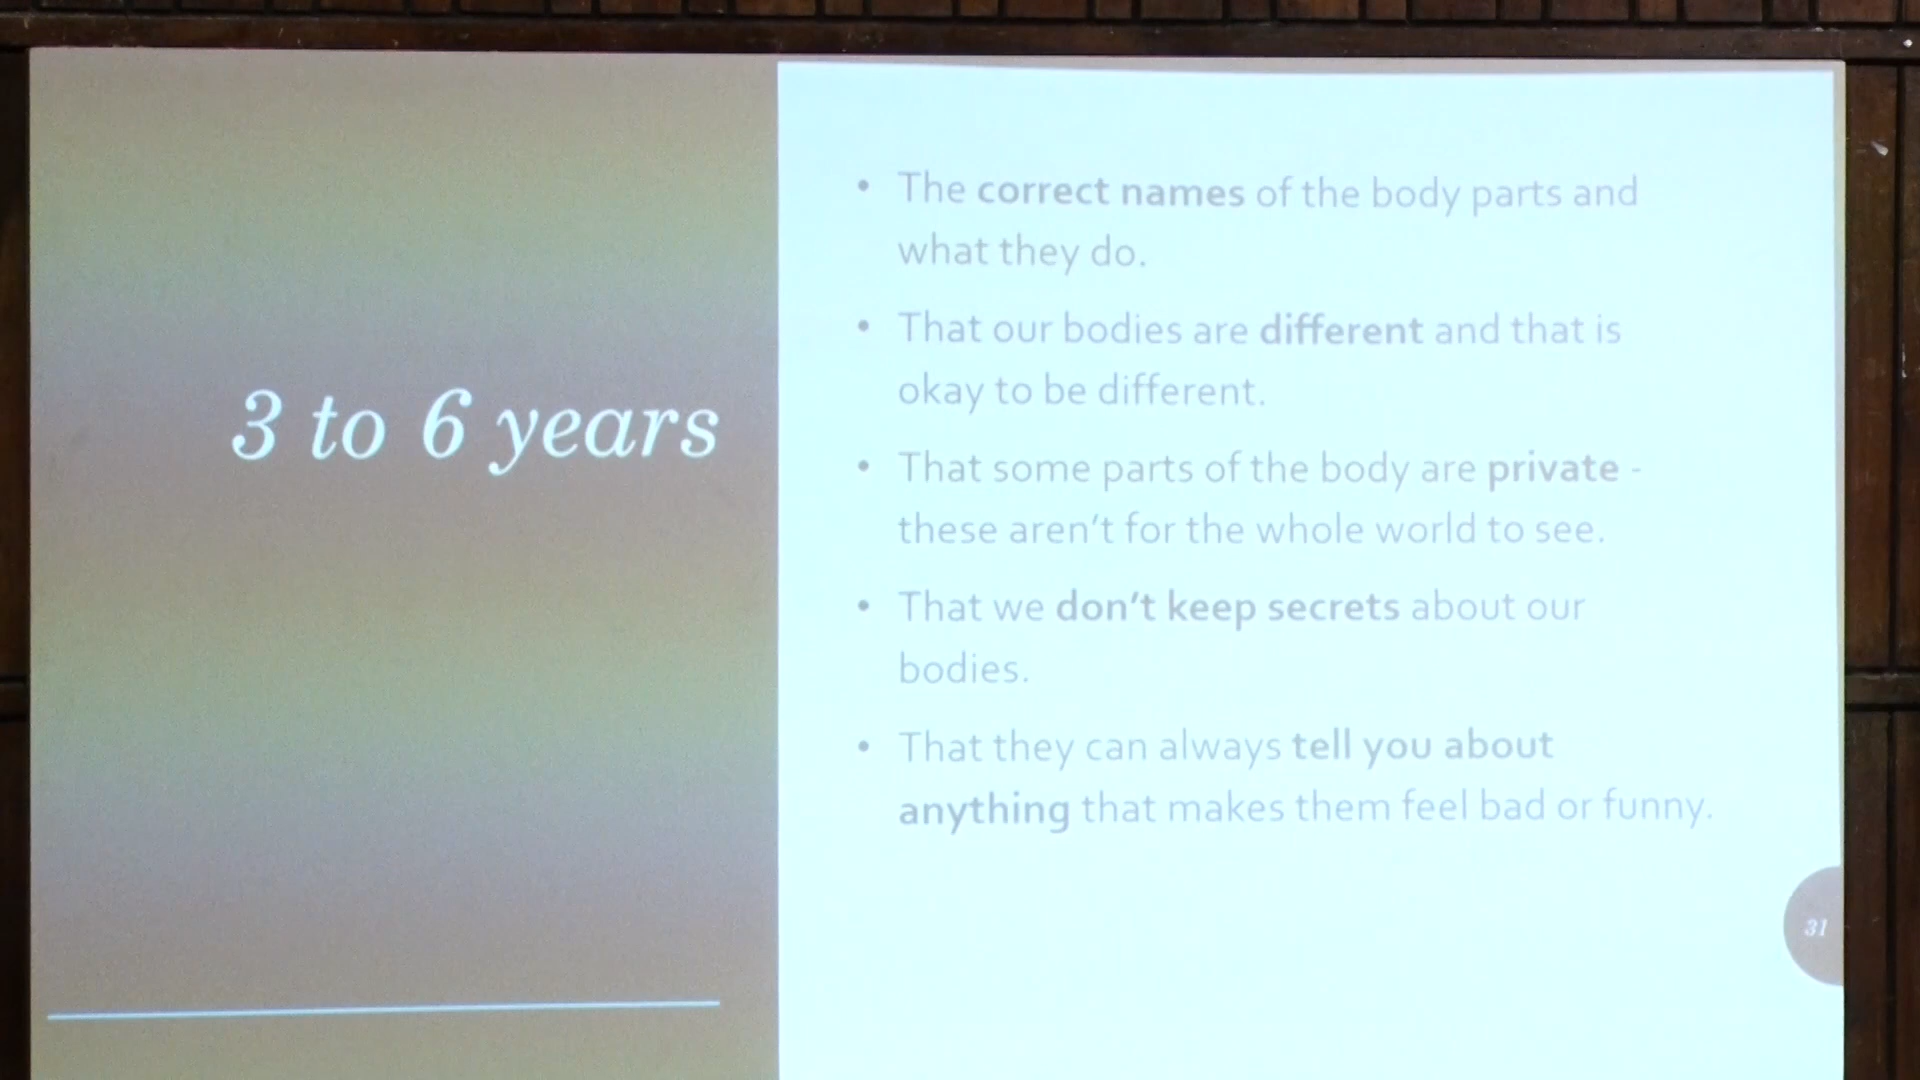 3 to 6 years
• The correct names of the body parts and
what they do.
• That our bodies are different and that is
okay to be different.
• That some parts of the body are private -
these aren't for the whole world to see.
• That we don't keep secrets about our
bodies.
• That they can always tell you about
anything that makes them feel bad or funny.
31